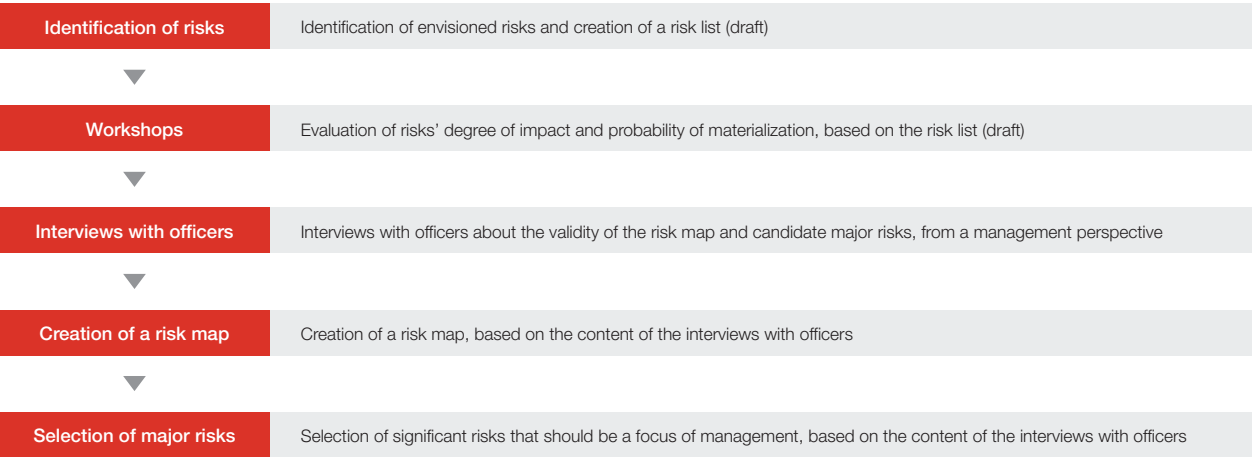 Identification of risks
Identification of envisioned risks and creation of a risk list (draft)
Workshops
Evaluation of risks’ degree of impact and probability of materialization, based on the risk list (draft)
Interviews with officers
Interviews with officers about the validity of the risk map and candidate major risks, from a management perspective
Creation of a risk map
Creation of a risk map, based on the content of the interviews with officers
Selection of major risks
Selection of significant risks that should be a focus of management, based on the content of the interviews with officers